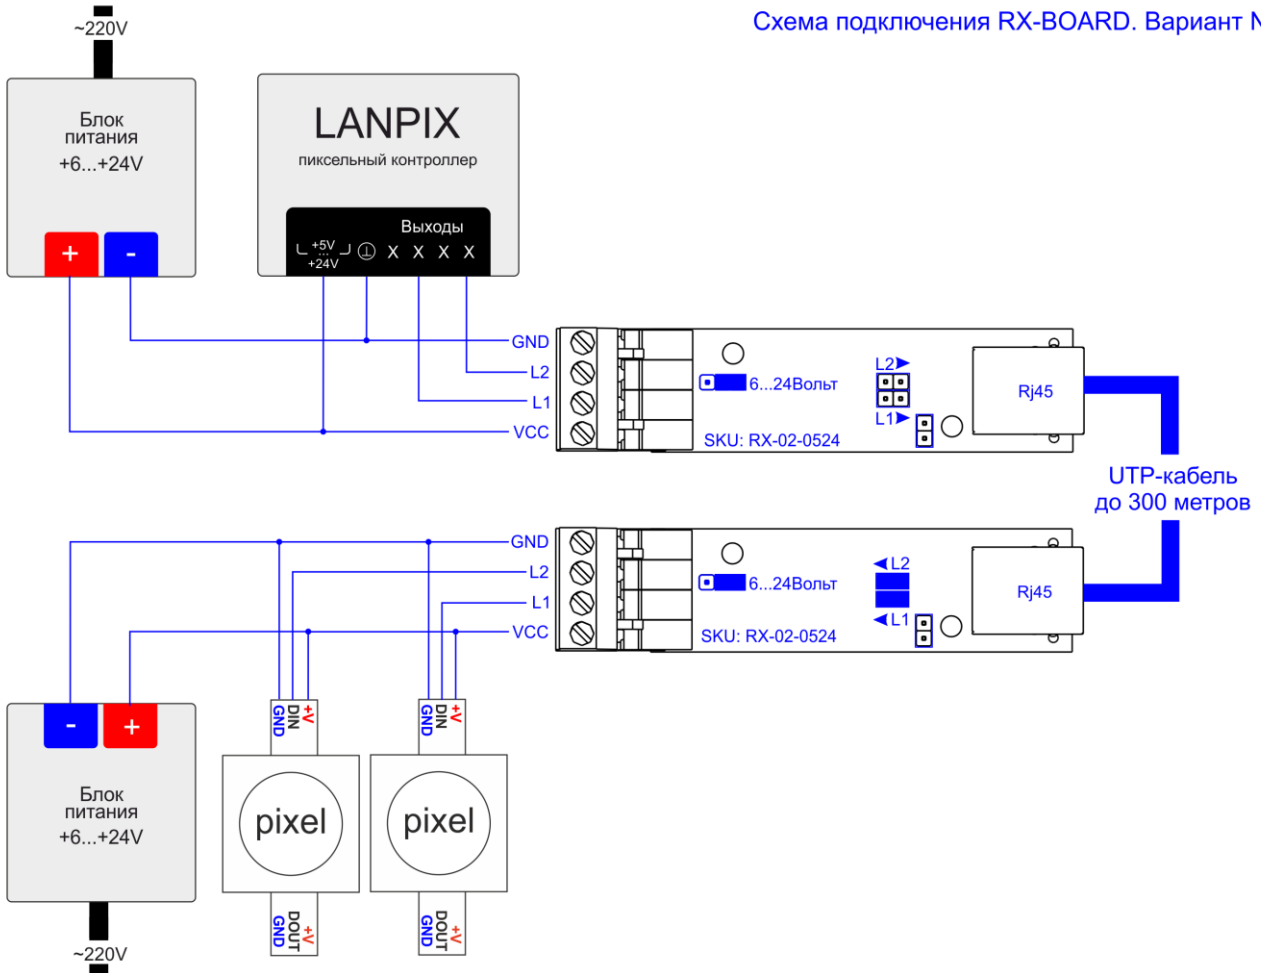 Схема подключения RX-BOARD. Вариант N
~220V
Блок
питания
+6...+24V
+ -
LANPIX
пиксельный контроллер
Выходы
+5V
...
+24V
X X X X
GND
L2
L1
VCC
6...24Вольт
SKU: RX-02-0524
L2
L1
Rj45
UTP-кабель
до 300 метров
GND
L2
L1
VCC
6...24Вольт
SKU: RX-02-0524
L2
L1
Rj45
- +
Блок
питания
+6...+24V
~220V
GND
DIN
+V
pixel
GND
DOUT
+V
GND
DIN
+V
pixel
GND
DOUT
+V